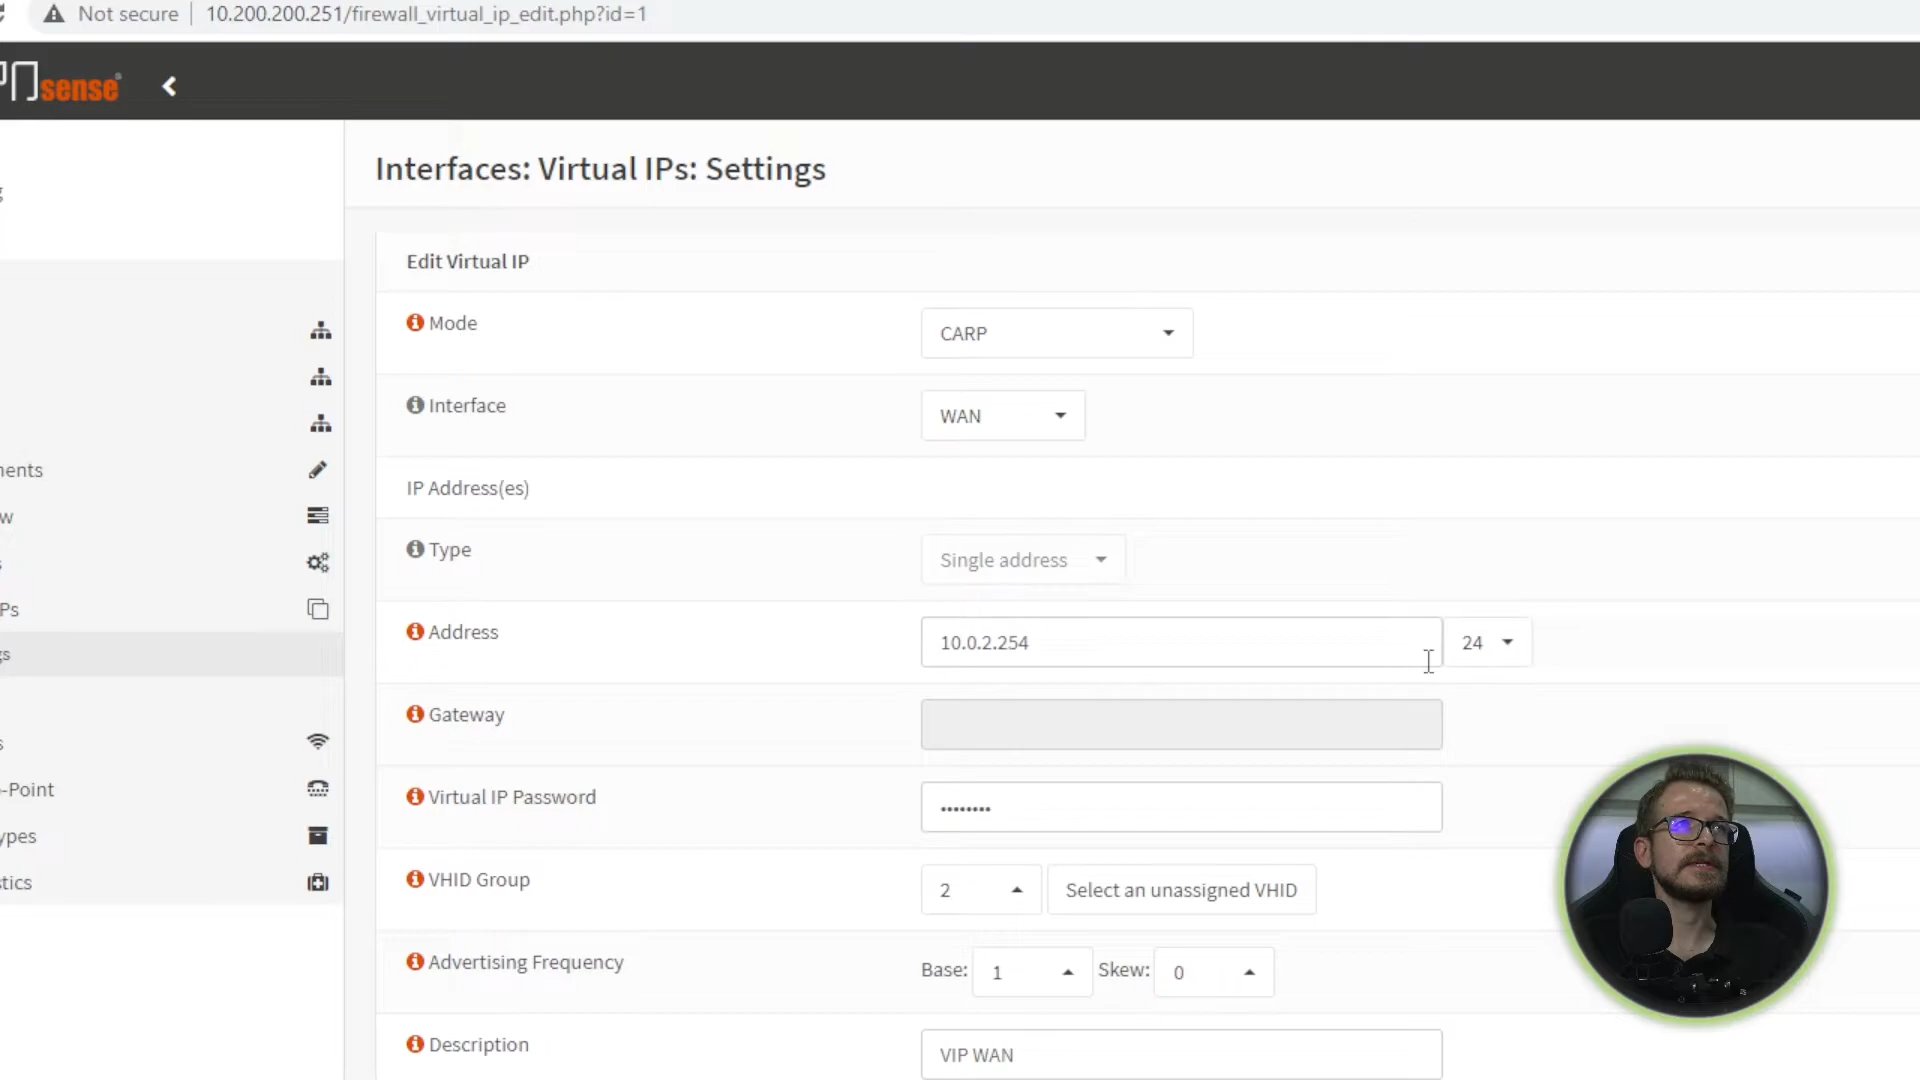 Not secure 10.200.200.251/firewall_virtual_ip_edit.php?id=1
sense
Interfaces: Virtual IPs: Settings
Edit Virtual IP
Mode CARP
Interface WAN
IP Address(es)
Type Single address
Address 10.0.2.254 24
Gateway
Virtual IP Password ••••••••
VHID Group 2 Select an unassigned VHID
Advertising Frequency Base: 1 Skew: 0
Description VIP WAN
ments
w
s
Ps
gs
s
-Point
ypes
tics